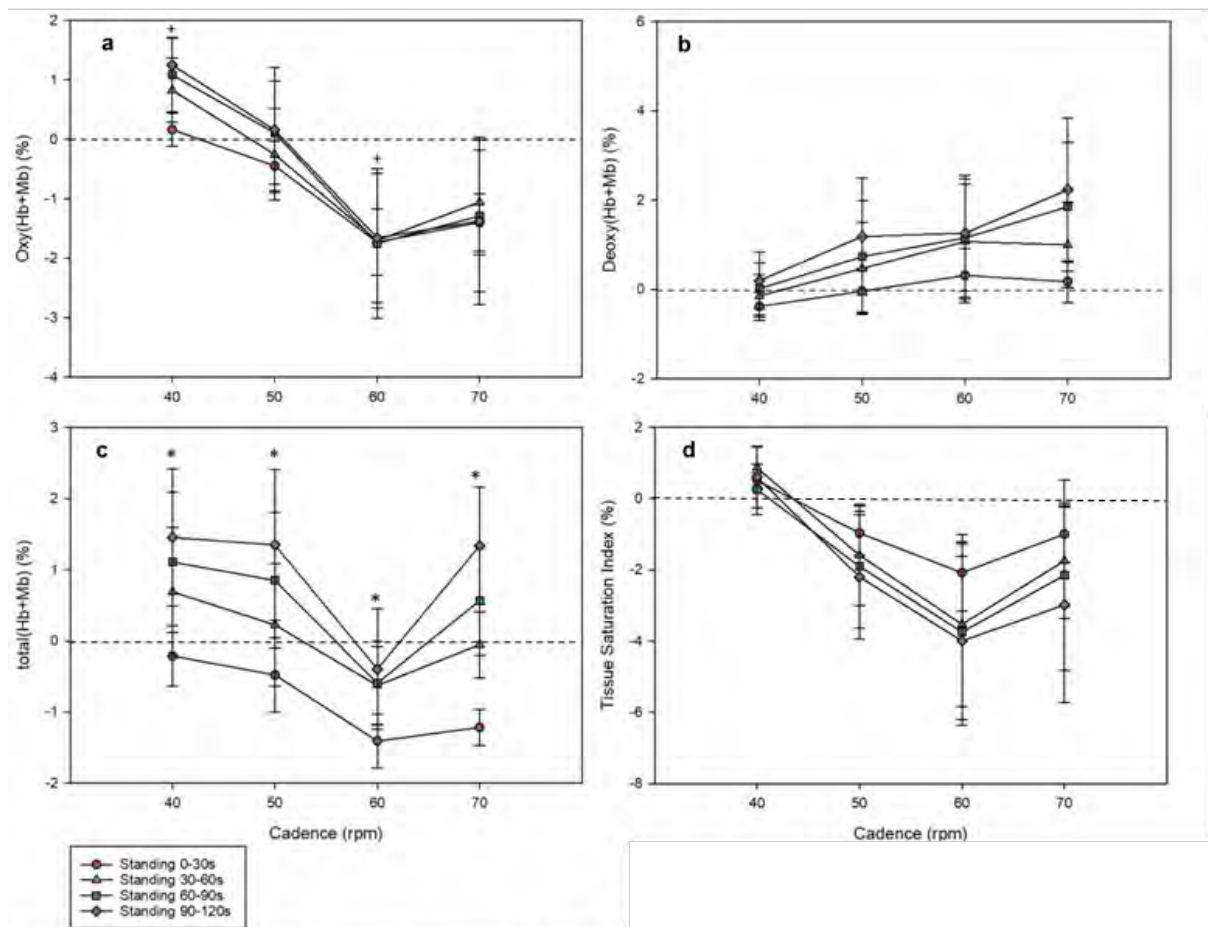 a
+
+
Oxy(Hb+Mb) (%)
2
1
0
-1
-2
-3
-4
40 50 60 70
b
Deoxy(Hb+Mb) (%)
6
4
2
0
-2
40 50 60 70
c
* * * *
total(Hb+Mb) (%)
3
2
1
0
-1
-2
40 50 60 70
Cadence (rpm)
d
Tissue Saturation Index (%)
2
0
-2
-4
-6
-8
40 50 60 70
Cadence (rpm)
Standing 0-30s
Standing 30-60s
Standing 60-90s
Standing 90-120s